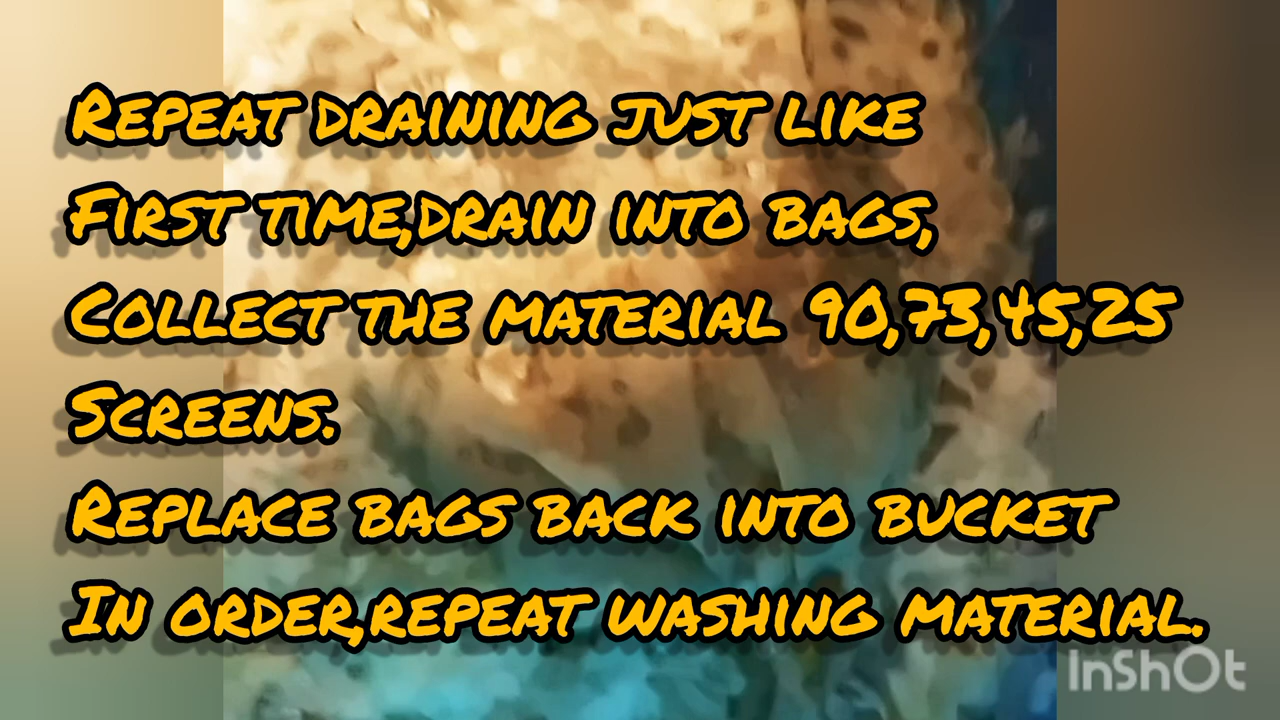 Repeat draining just like
First time,drain into bags,
Collect the material 90,73,45,25
Screens.
Replace bags back into bucket
In order,repeat washing material.
InShOt